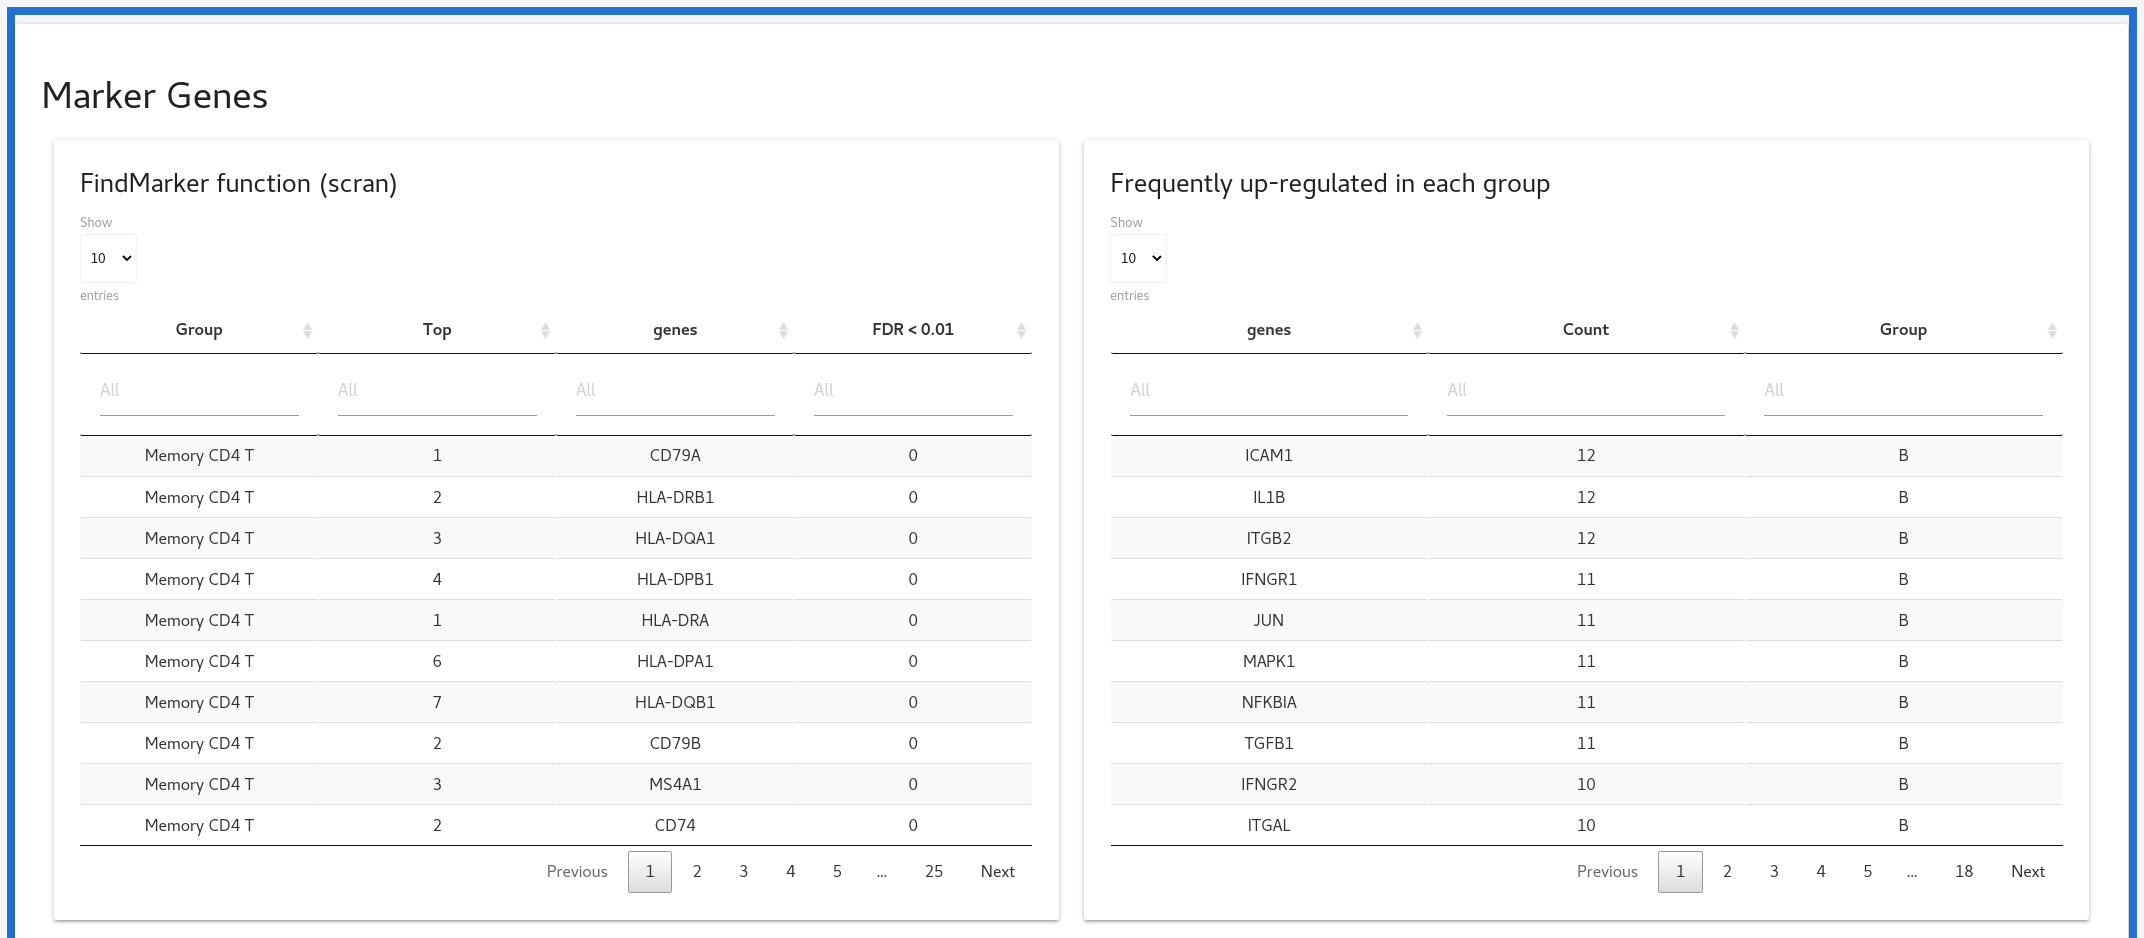 Marker Genes
FindMarker function (scran)
Show
10
entries
Group Top genes FDR < 0.01
All All All All
Memory CD4 T 1 CD79A 0
Memory CD4 T 2 HLA-DRB1 0
Memory CD4 T 3 HLA-DQA1 0
Memory CD4 T 4 HLA-DPB1 0
Memory CD4 T 1 HLA-DRA 0
Memory CD4 T 6 HLA-DPA1 0
Memory CD4 T 7 HLA-DQB1 0
Memory CD4 T 2 CD79B 0
Memory CD4 T 3 MS4A1 0
Memory CD4 T 2 CD74 0
Previous 1 2 3 4 5 ... 25 Next
Frequently up-regulated in each group
Show
10
entries
genes Count Group
All All All
ICAM1 12 B
IL1B 12 B
ITGB2 12 B
IFNGR1 11 B
JUN 11 B
MAPK1 11 B
NFKBIA 11 B
TGFB1 11 B
IFNGR2 10 B
ITGAL 10 B
Previous 1 2 3 4 5 ... 18 Next